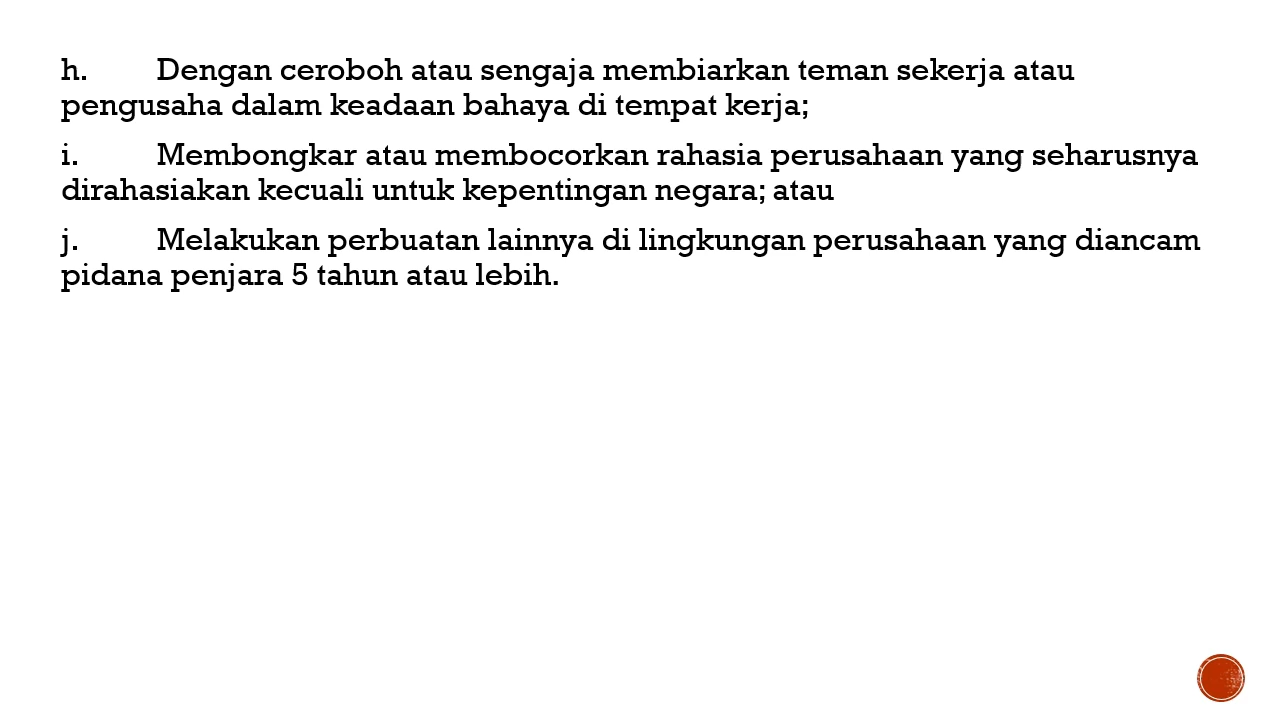 h. Dengan ceroboh atau sengaja membiarkan teman sekerja atau
pengusaha dalam keadaan bahaya di tempat kerja;
i. Membongkar atau membocorkan rahasia perusahaan yang seharusnya
dirahasiakan kecuali untuk kepentingan negara; atau
j. Melakukan perbuatan lainnya di lingkungan perusahaan yang diancam
pidana penjara 5 tahun atau lebih.